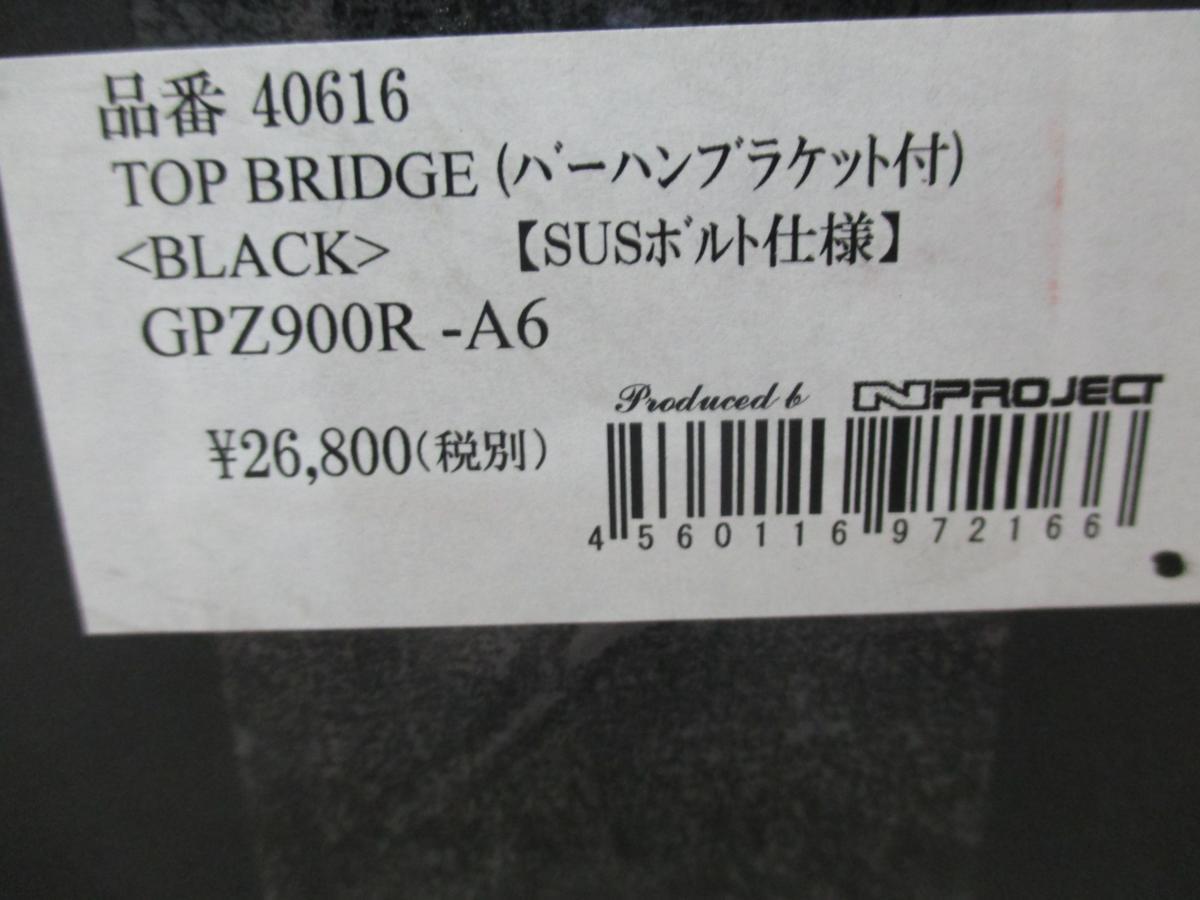 品番 40616
TOP BRIDGE (バーハンブラケット付)
<BLACK> 【SUSボルト仕様】
GPZ900R -A6
¥26,800(税別)
Produced b NPROJECT
4 560116 972166